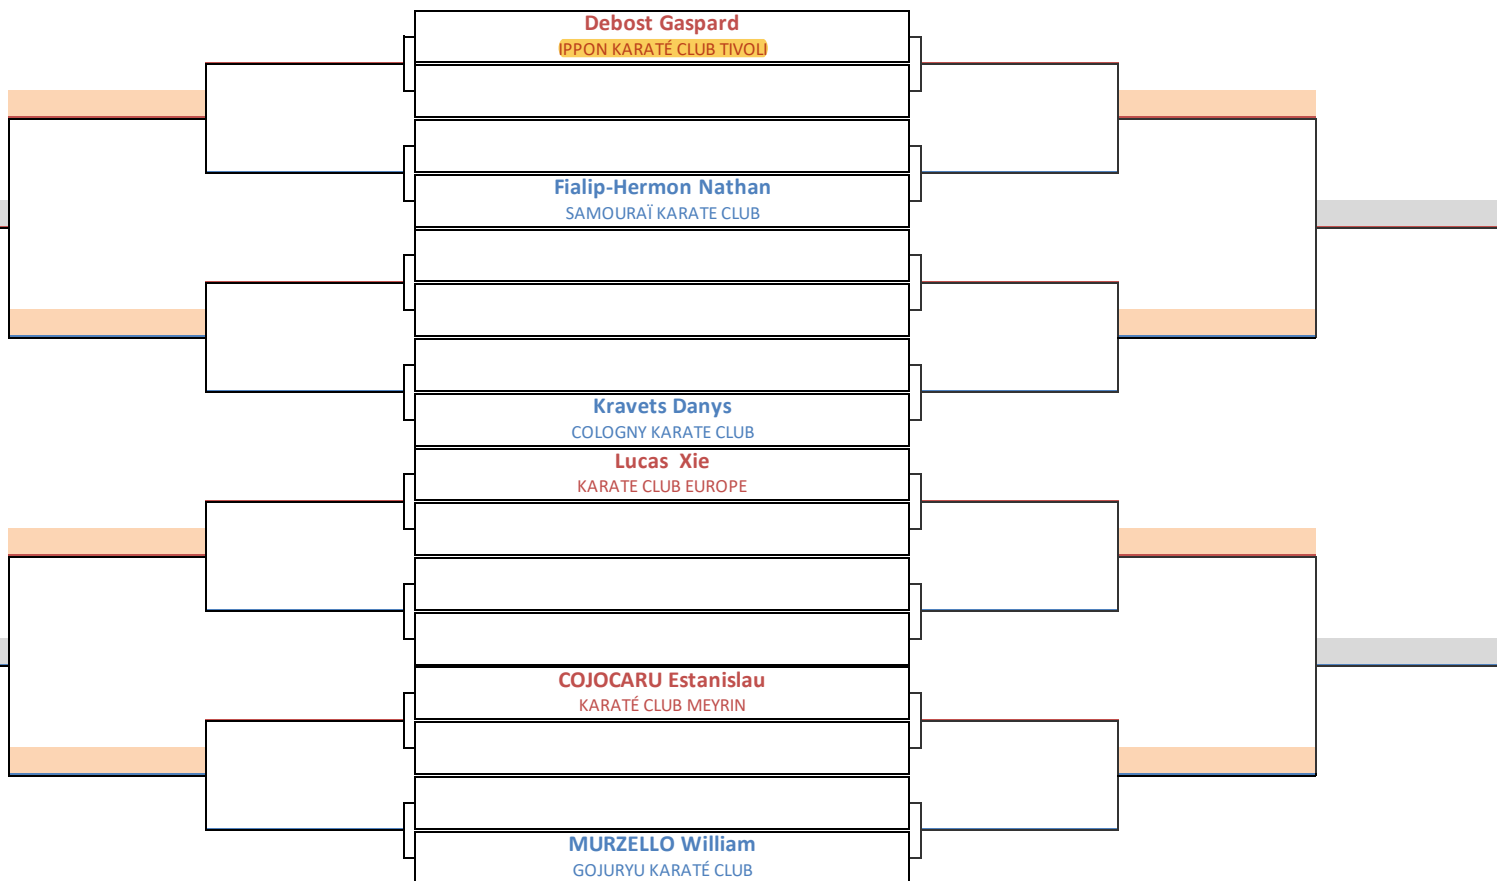 Debost Gaspard
IPPON KARATÉ CLUB TIVOLI
Fialip-Hermon Nathan
SAMOURAÏ KARATE CLUB
Kravets Danys
COLOGNY KARATE CLUB
Lucas  Xie
KARATE CLUB EUROPE
COJOCARU Estanislau
KARATÉ CLUB MEYRIN
MURZELLO William
GOJURYU KARATÉ CLUB